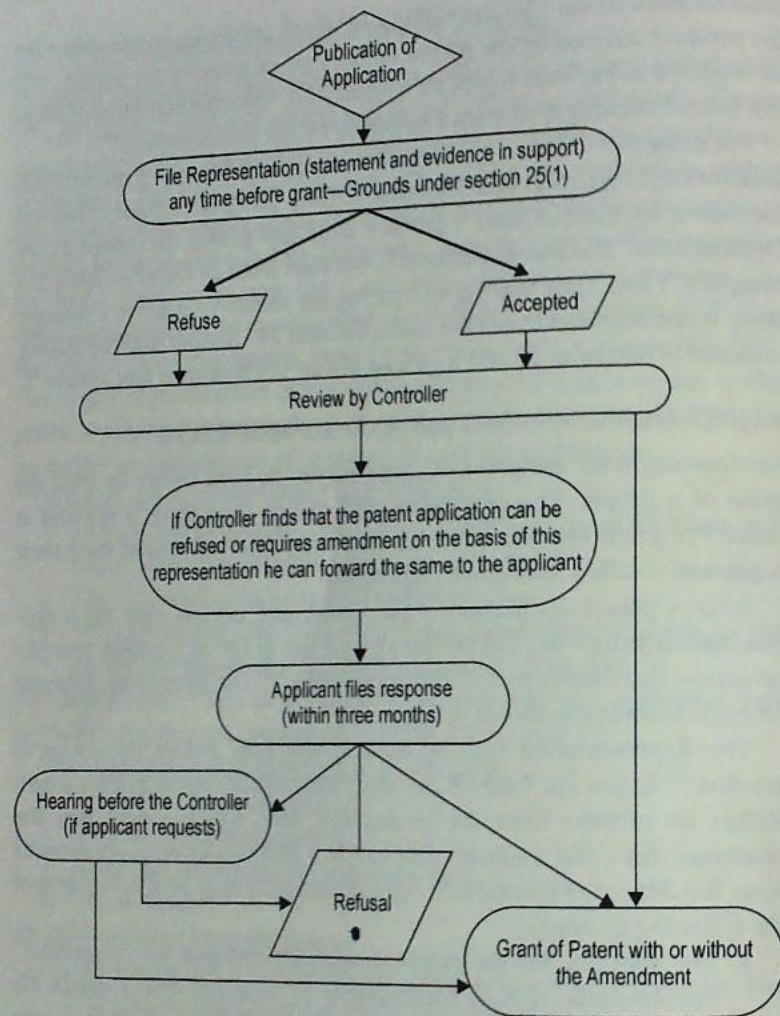 Publication of
Application
File Representation (statement and evidence in support)
any time before grant—Grounds under section 25(1)
Refuse
Accepted
Review by Controller
If Controller finds that the patent application can be
refused or requires amendment on the basis of this
representation he can forward the same to the applicant
Applicant files response
(within three months)
Hearing before the Controller
(if applicant requests)
Refusal
Grant of Patent with or without
the Amendment